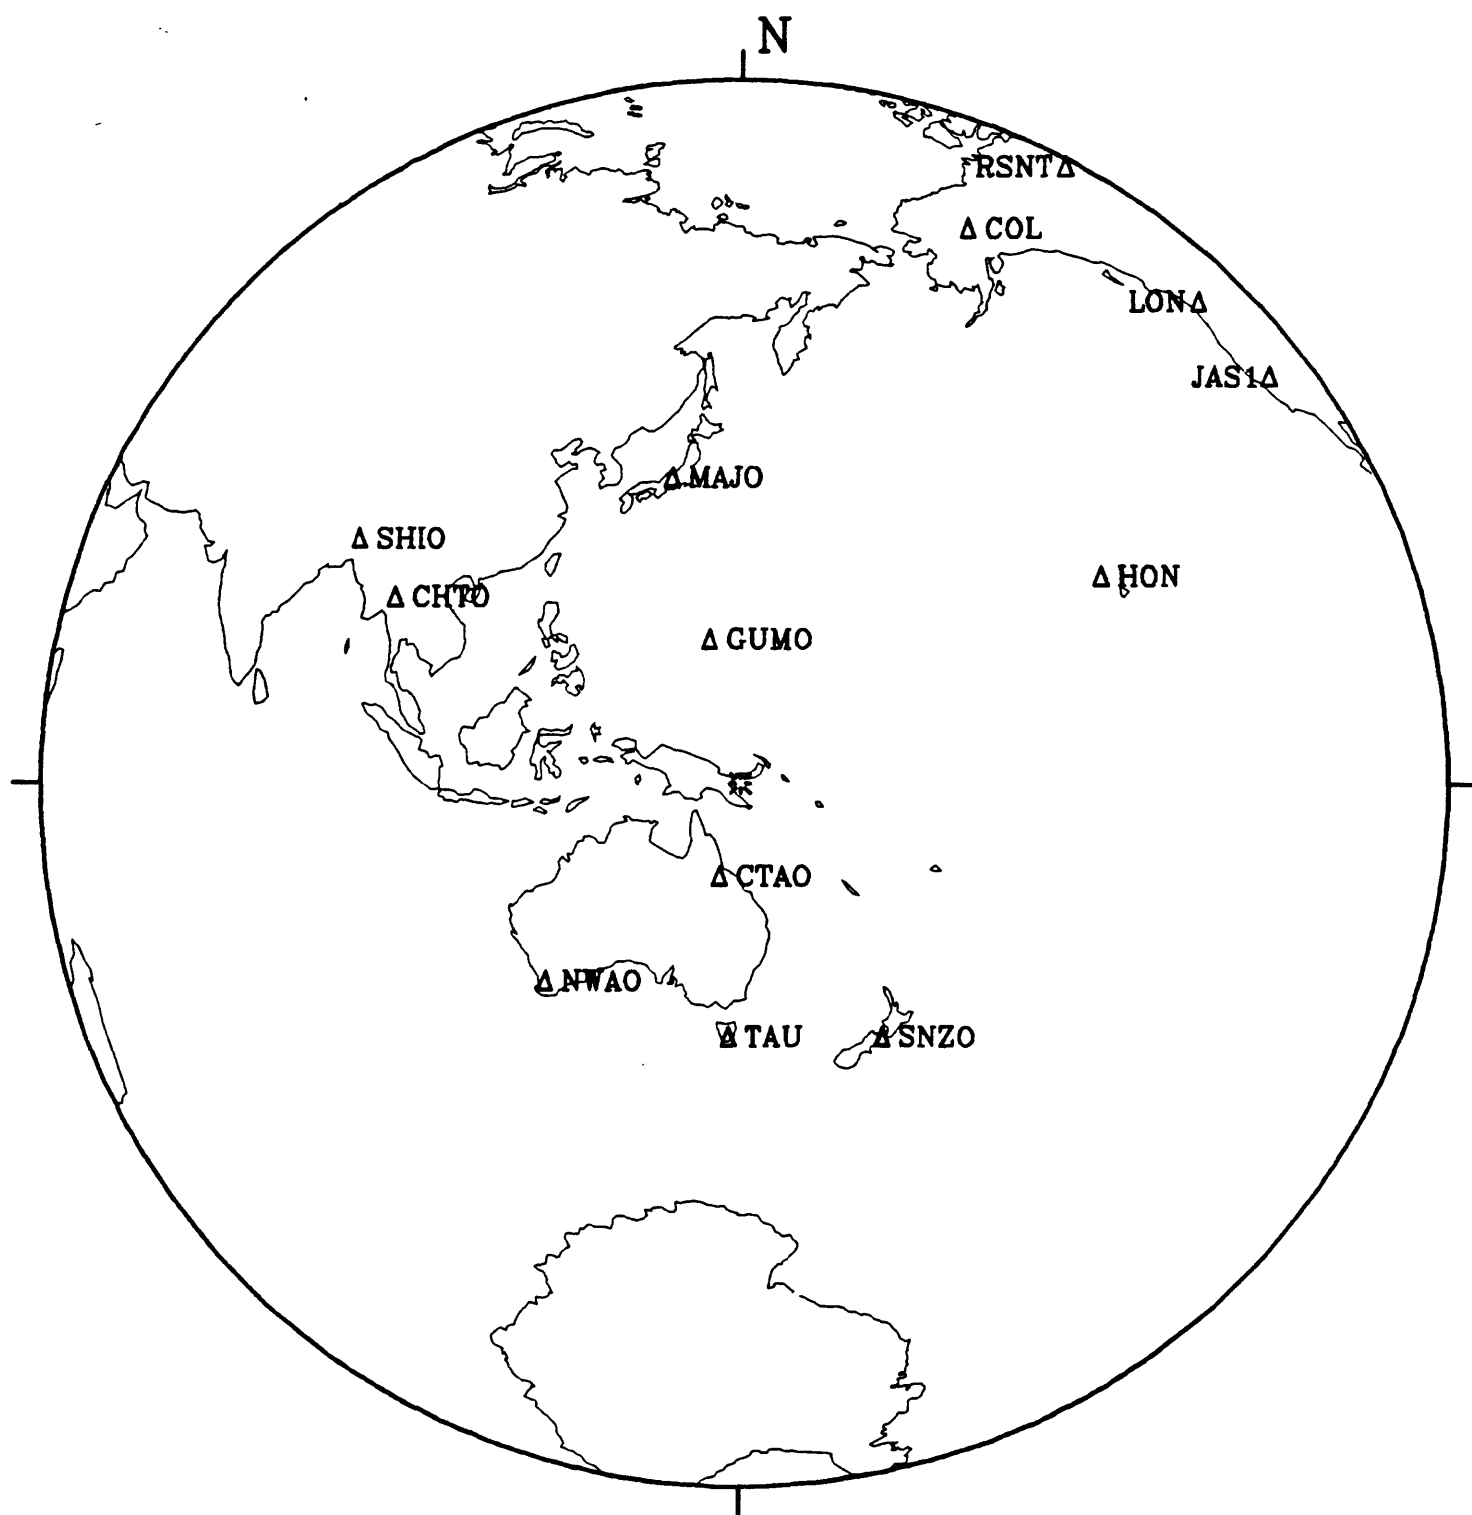 N
RSNT
COL
LON
JAS1
MAJO
SHIO
HON
CHTO
GUMO
CTAO
NWAO
TAU
SNZO